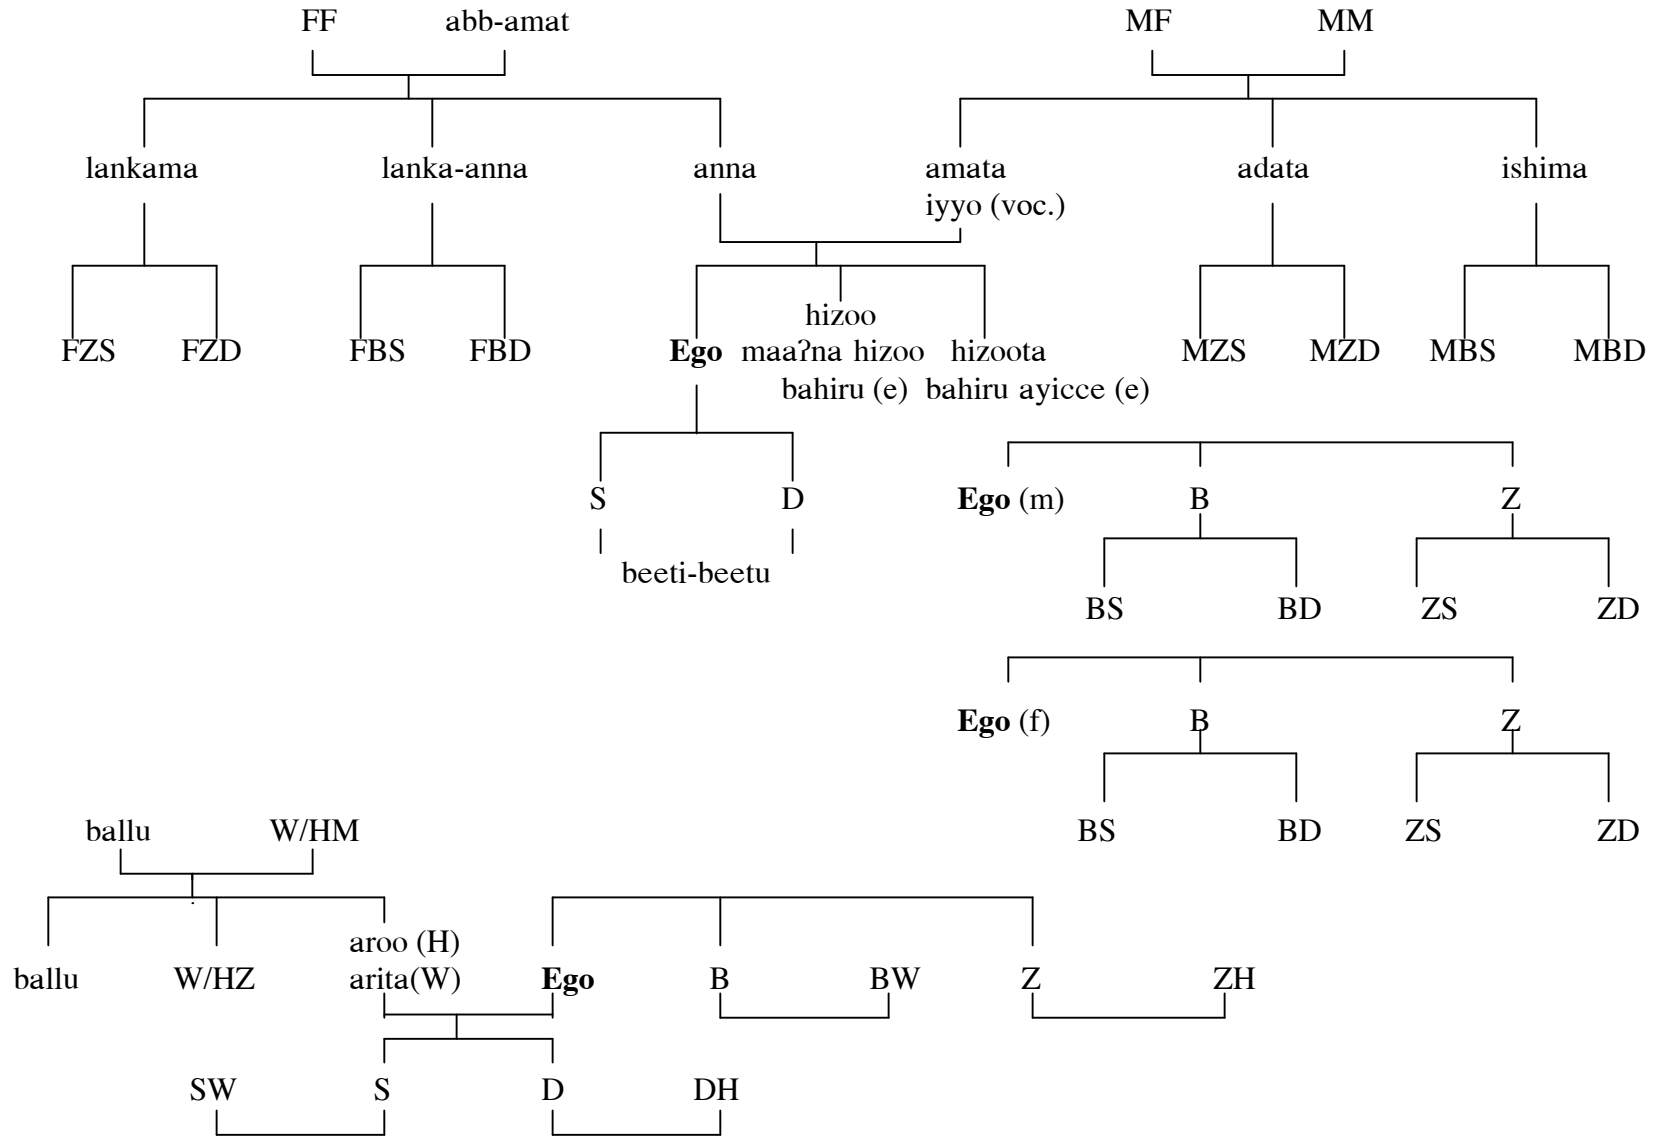 FF abb-amat MF MM
lankama lanka-anna anna amata adata ishima
iyyo (voc.)
hizoo
FZS FZD FBS FBD Ego maa?na hizoo hizoota MZS MZD MBS MBD
bahiru (e) bahiru ayicce (e)
S D Ego (m) B Z
beeti-beetu
BS BD ZS ZD
Ego (f) B Z
ballu W/HM BS BD ZS ZD
aroo (H)
ballu W/HZ arita(W) Ego B BW Z ZH
SW S D DH